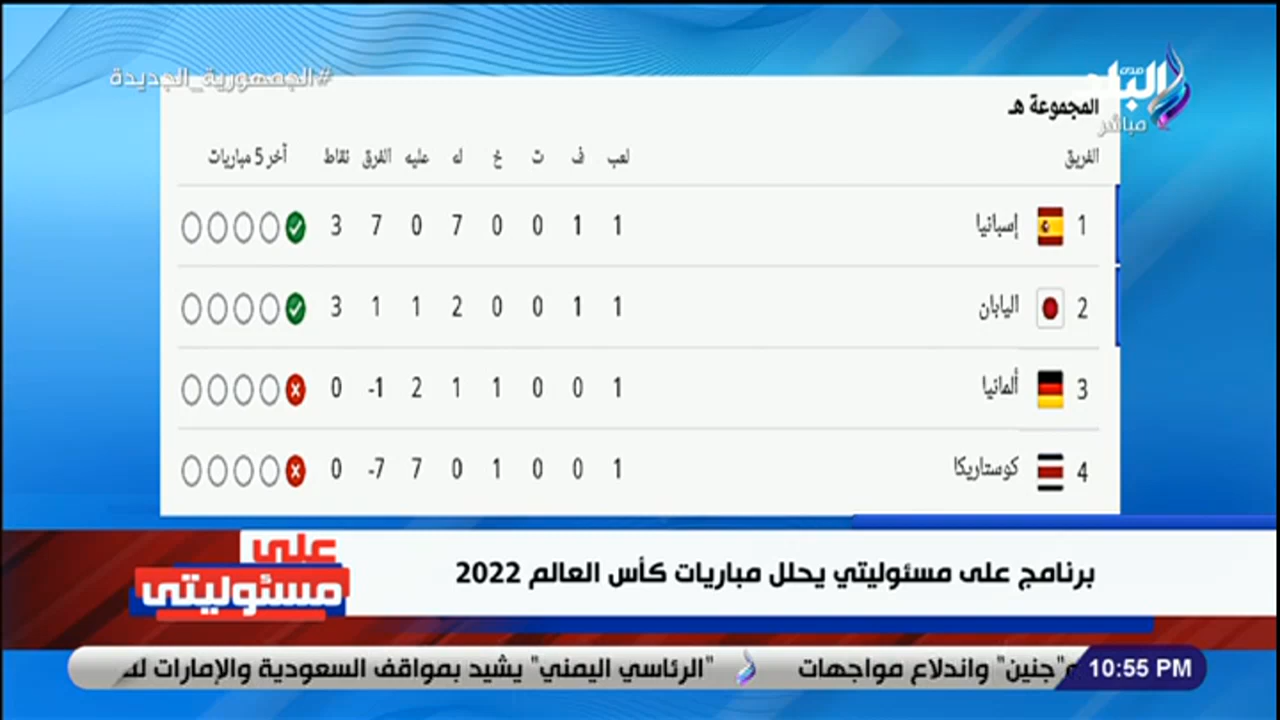 #الجمهورية_الجديدة
صدى البلد
مباشر
المجموعة هـ
الفريق لعب ف ت خ له عليه الفرق نقاط آخر 5 مباريات
1 إسبانيا 1 1 0 0 7 0 7 3
2 اليابان 1 1 0 0 2 1 1 3
3 ألمانيا 1 0 0 1 1 2 -1 0
4 كوستاريكا 1 0 0 1 0 7 -7 0
برنامج على مسئوليتي يحلل مباريات كأس العالم 2022
على
مسئوليتي
10:55 PM "جنين" واندلاع مواجهات "الرئاسي اليمني" يشيد بمواقف السعودية والإمارات